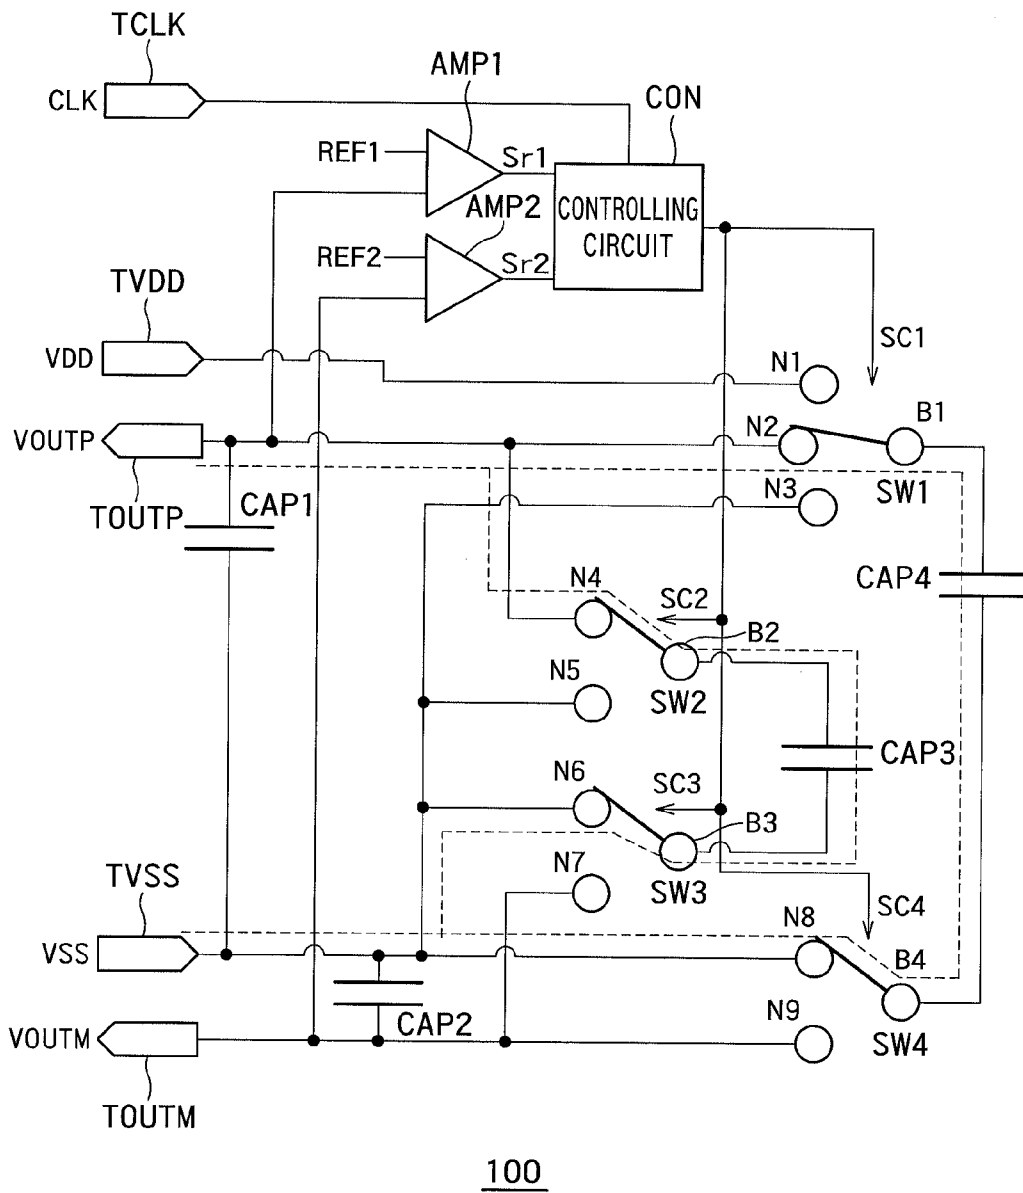 TCLK
CLK
AMP1
CON
REF1
Sr1
AMP2
CONTROLLING
CIRCUIT
REF2
Sr2
TVDD
VDD
SC1
N1
B1
VOUTP
N2
SW1
TOUTP
CAP1
N3
CAP4
N4
SC2
B2
N5
SW2
CAP3
N6
SC3
B3
N7
SW3
TVSS
SC4
N8
VSS
B4
CAP2
N9
VOUTM
SW4
TOUTM
100